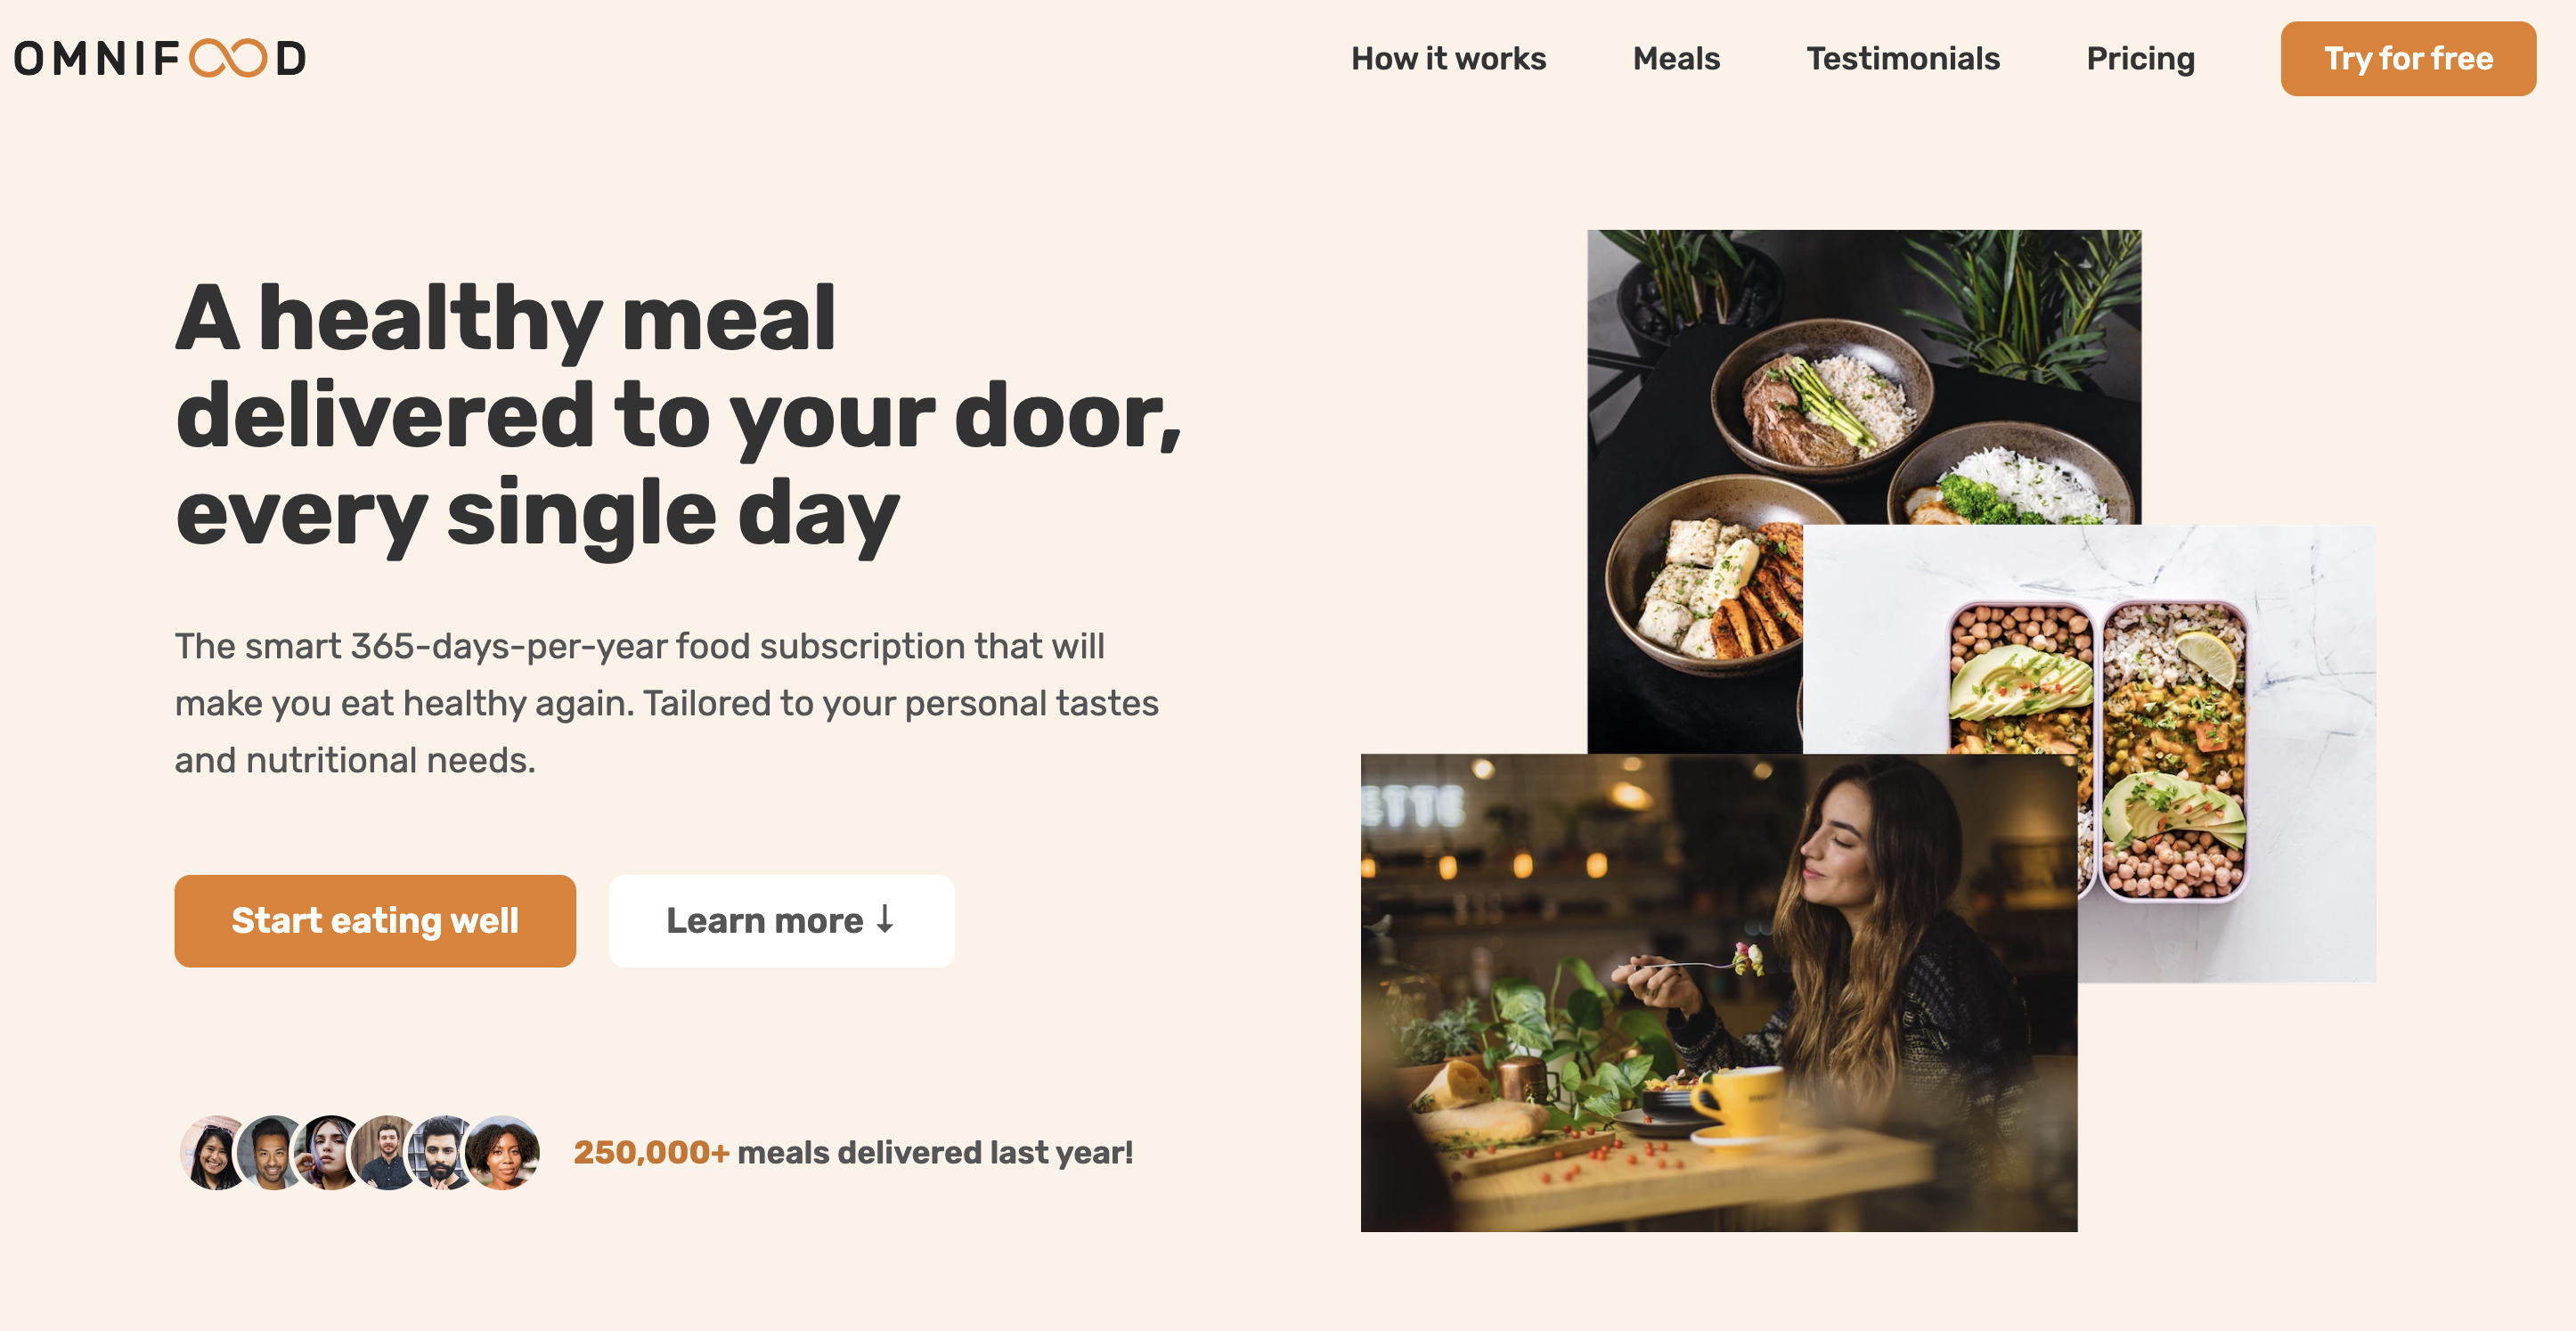 OMNIFOOD
How it works
Meals
Testimonials
Pricing
Try for free
A healthy meal
delivered to your door,
every single day
The smart 365-days-per-year food subscription that will
make you eat healthy again. Tailored to your personal tastes
and nutritional needs.
Start eating well
Learn more ↓
250,000+ meals delivered last year!
ETTE